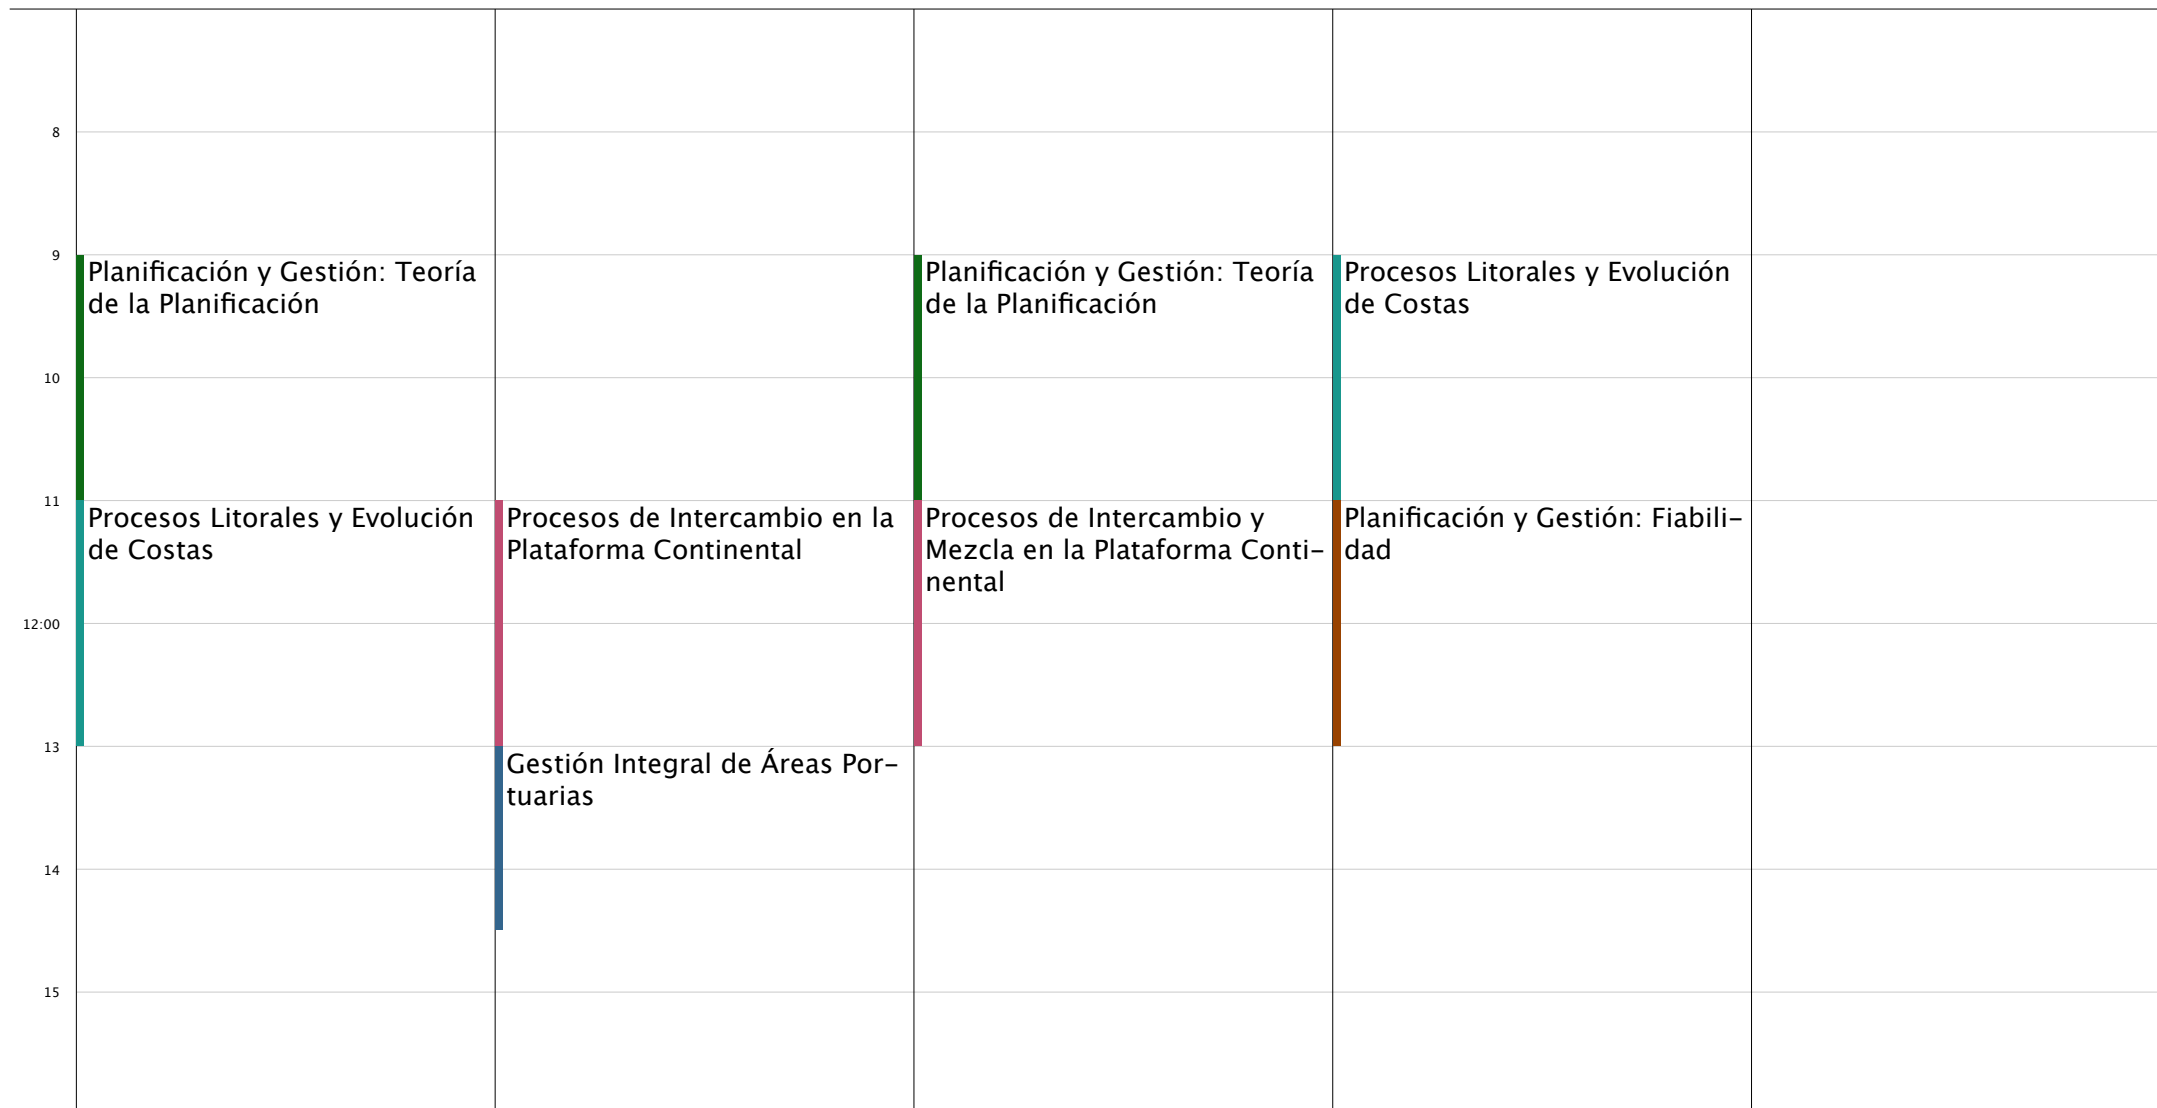 8
9
Planificación y Gestión: Teoría
de la Planificación
Planificación y Gestión: Teoría
de la Planificación
Procesos Litorales y Evolución
de Costas
10
11
Procesos Litorales y Evolución
de Costas
Procesos de Intercambio en la
Plataforma Continental
Procesos de Intercambio y
Mezcla en la Plataforma Conti-
nental
Planificación y Gestión: Fiabili-
dad
12:00
13
Gestión Integral de Áreas Por-
tuarias
14
15